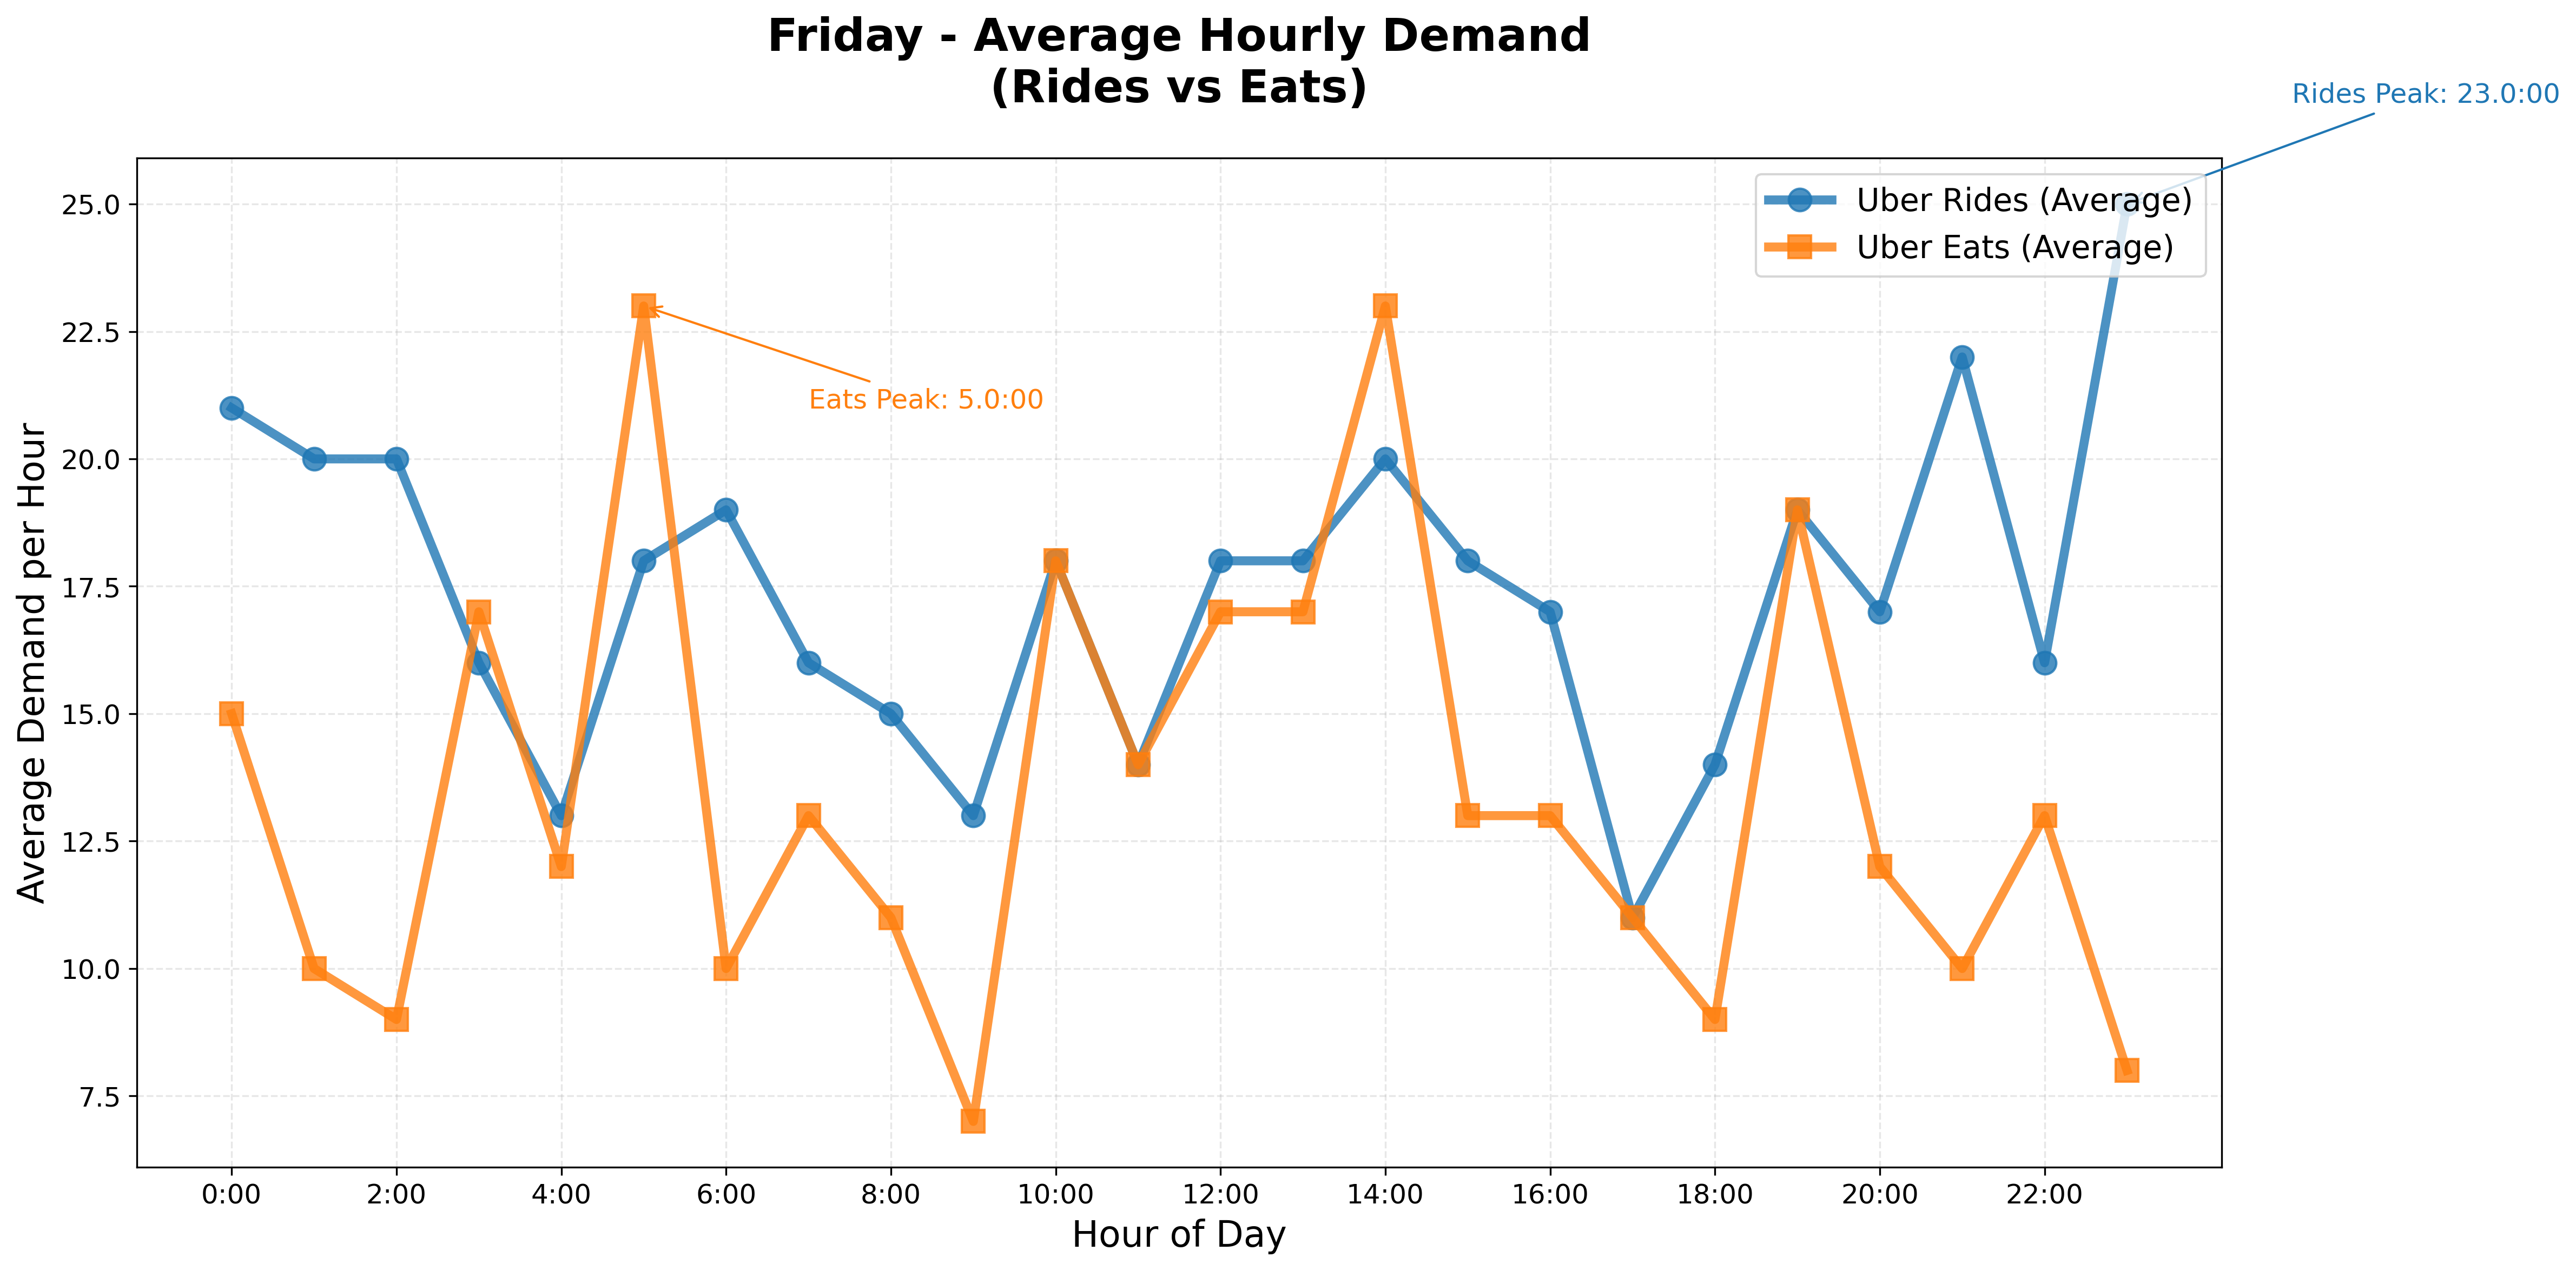 Friday - Average Hourly Demand
(Rides vs Eats)
Rides Peak: 23.0:00
Uber Rides (Average)
Uber Eats (Average)
Eats Peak: 5.0:00
Average Demand per Hour
25.0
22.5
20.0
17.5
15.0
12.5
10.0
7.5
0:00 2:00 4:00 6:00 8:00 10:00 12:00 14:00 16:00 18:00 20:00 22:00
Hour of Day